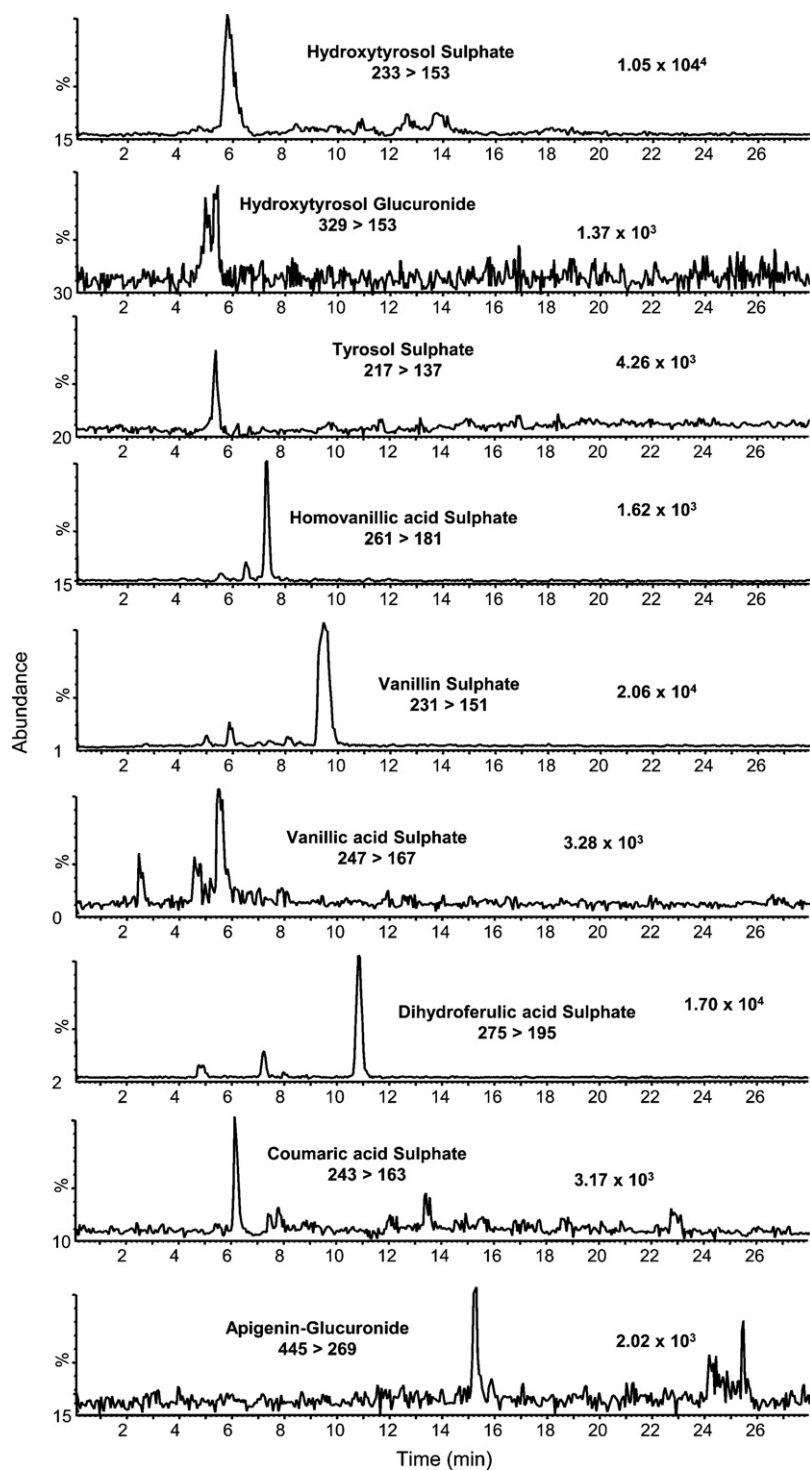 Hydroxytyrosol Sulphate
233 > 153
1.05 x 104⁴
%
15
2 4 6 8 10 12 14 16 18 20 22 24 26
Hydroxytyrosol Glucuronide
329 > 153
1.37 x 10³
%
30
2 4 6 8 10 12 14 16 18 20 22 24 26
Tyrosol Sulphate
217 > 137
4.26 x 10³
%
20
2 4 6 8 10 12 14 16 18 20 22 24 26
Homovanillic acid Sulphate
261 > 181
1.62 x 10³
%
15
2 4 6 8 10 12 14 16 18 20 22 24 26
Abundance
Vanillin Sulphate
231 > 151
2.06 x 10⁴
%
1
2 4 6 8 10 12 14 16 18 20 22 24 26
Vanillic acid Sulphate
247 > 167
3.28 x 10³
%
0
2 4 6 8 10 12 14 16 18 20 22 24 26
Dihydroferulic acid Sulphate
275 > 195
1.70 x 10⁴
%
2
2 4 6 8 10 12 14 16 18 20 22 24 26
Coumaric acid Sulphate
243 > 163
3.17 x 10³
%
10
2 4 6 8 10 12 14 16 18 20 22 24 26
Apigenin-Glucuronide
445 > 269
2.02 x 10³
%
15
2 4 6 8 10 12 14 16 18 20 22 24 26
Time (min)